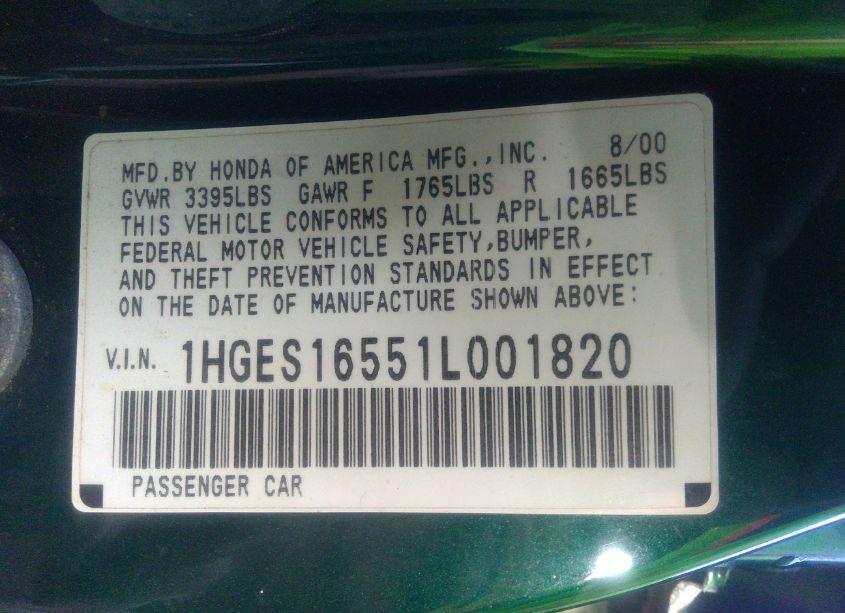 MFD.BY HONDA OF AMERICA MFG.,INC. 8/00
GVWR 3395LBS GAWR F 1765LBS R 1665LBS
THIS VEHICLE CONFORMS TO ALL APPLICABLE
FEDERAL MOTOR VEHICLE SAFETY,BUMPER,
AND THEFT PREVENTION STANDARDS IN EFFECT
ON THE DATE OF MANUFACTURE SHOWN ABOVE:
V.I.N. 1HGES16551L001820
PASSENGER CAR